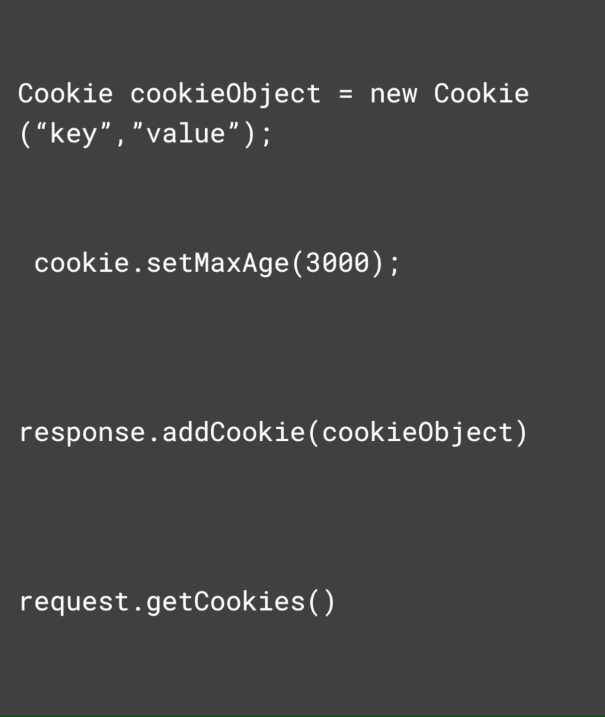 Cookie cookieObject = new Cookie
(“key”,”value”);
cookie.setMaxAge(3000);
response.addCookie(cookieObject)
request.getCookies()